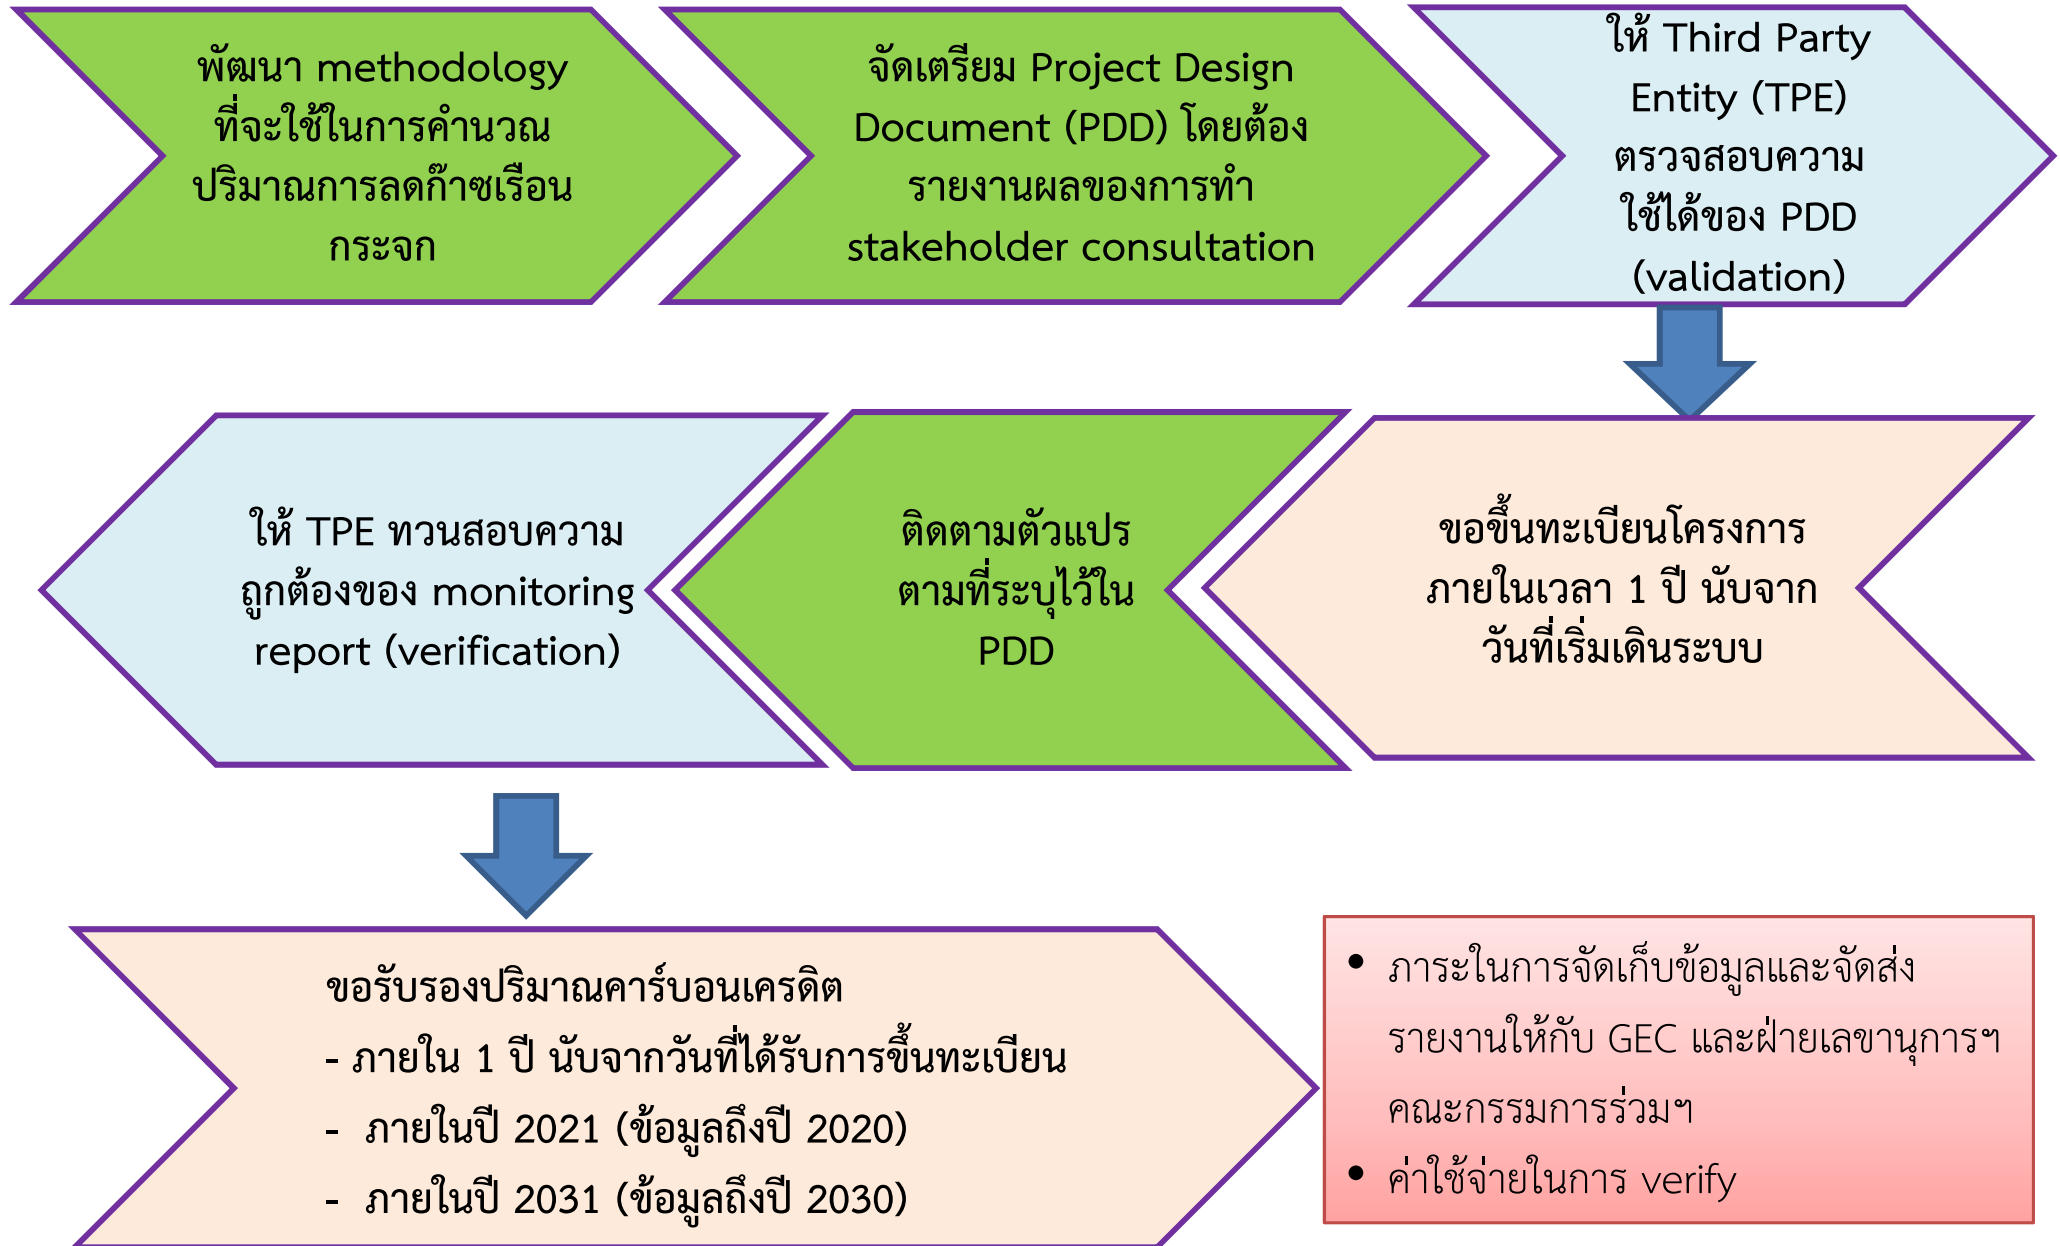 พัฒนา methodology
ที่จะใช้ในการคำนวณ
ปริมาณการลดก๊าซเรือน
กระจก
จัดเตรียม Project Design
Document (PDD) โดยต้อง
รายงานผลของการทำ
stakeholder consultation
ให้ Third Party
Entity (TPE)
ตรวจสอบความ
ใช้ได้ของ PDD
(validation)
ขอขึ้นทะเบียนโครงการ
ภายในเวลา 1 ปี นับจาก
วันที่เริ่มเดินระบบ
ติดตามตัวแปร
ตามที่ระบุไว้ใน
PDD
ให้ TPE ทวนสอบความ
ถูกต้องของ monitoring
report (verification)
ขอรับรองปริมาณคาร์บอนเครดิต
- ภายใน 1 ปี นับจากวันที่ได้รับการขึ้นทะเบียน
- ภายในปี 2021 (ข้อมูลถึงปี 2020)
- ภายในปี 2031 (ข้อมูลถึงปี 2030)
• ภาระในการจัดเก็บข้อมูลและจัดส่ง
รายงานให้กับ GEC และฝ่ายเลขานุการฯ
คณะกรรมการร่วมฯ
• ค่าใช้จ่ายในการ verify